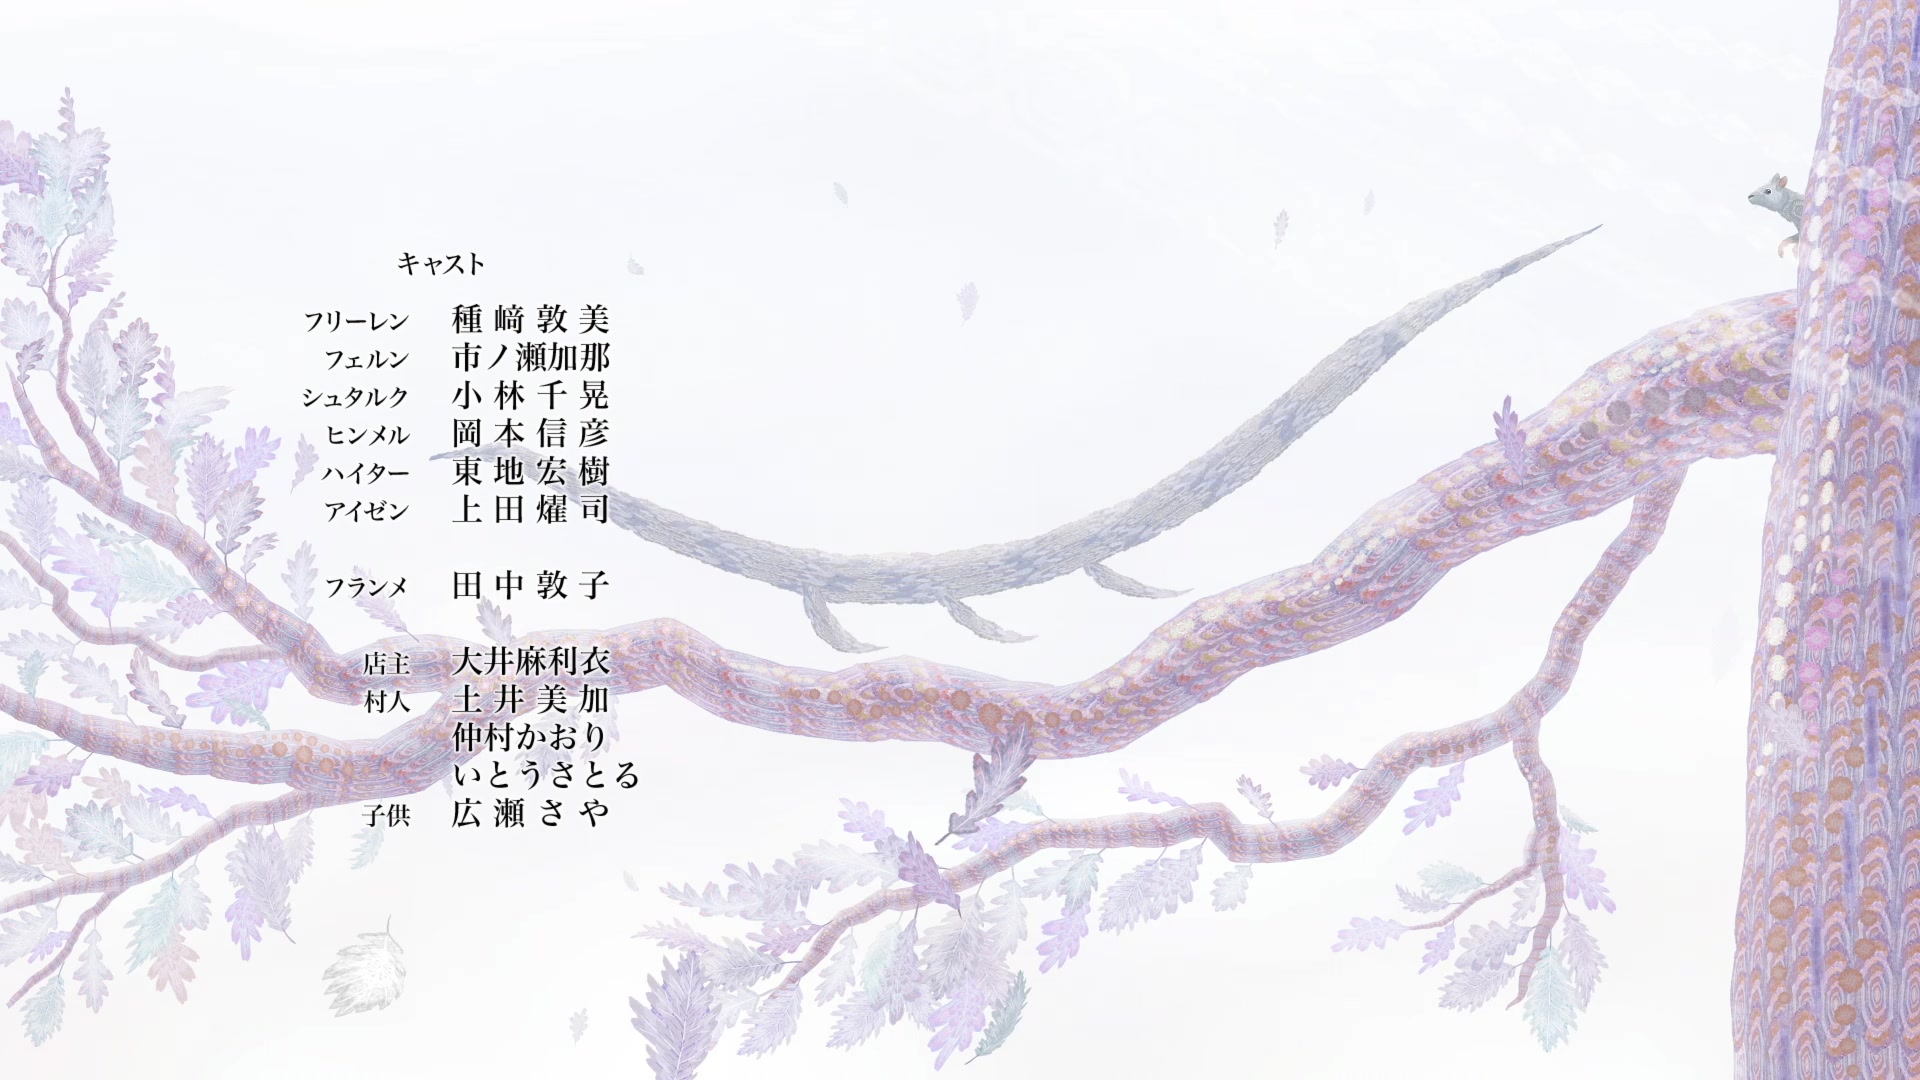 キャスト
フリーレン 種﨑敦美
フェルン 市ノ瀬加那
シュタルク 小林千晃
ヒンメル 岡本信彦
ハイター 東地宏樹
アイゼン 上田燿司
フランメ 田中敦子
店主 大井麻利衣
村人 土井美加
仲村かおり
いとうさとる
子供 広瀬さや